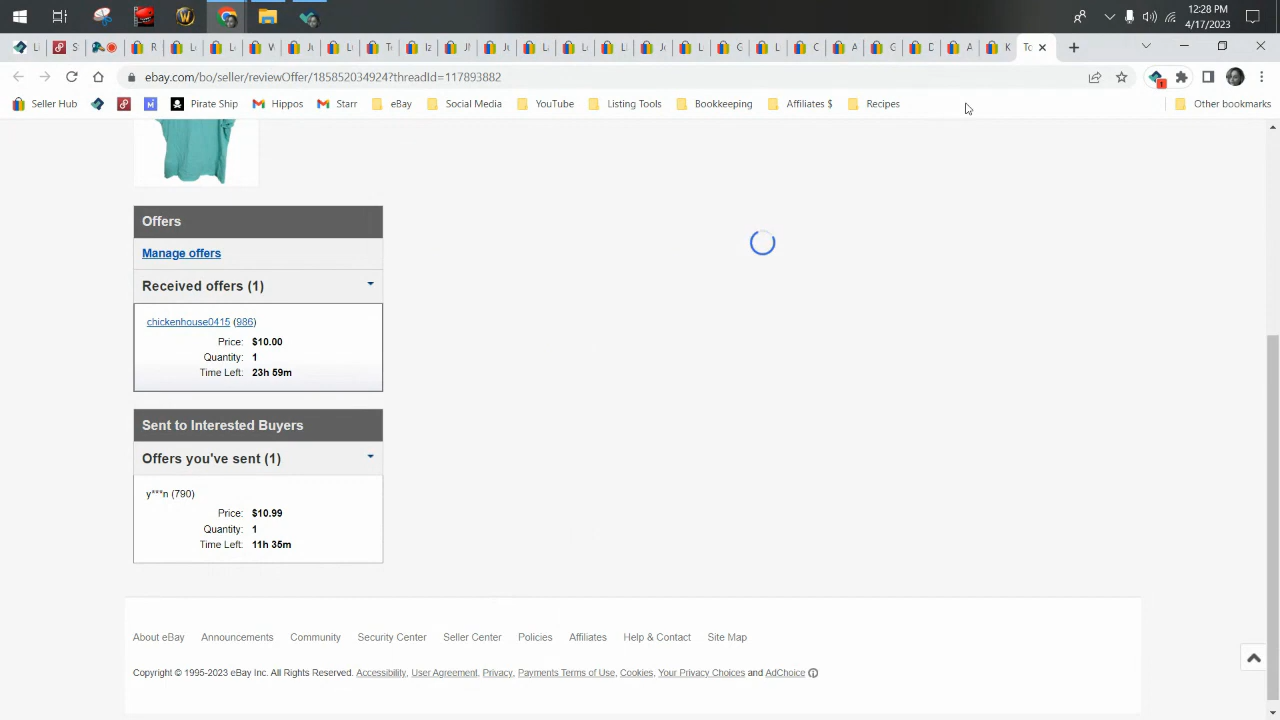 12:28 PM
4/17/2023
ebay.com/bo/seller/reviewOffer/185852034924?threadId=117893882
Seller Hub
Pirate Ship
Hippos
Starr
eBay
Social Media
YouTube
Listing Tools
Bookkeeping
Affiliates $
Recipes
Other bookmarks
Offers
Manage offers
Received offers (1)
chickenhouse0415 (986)
Price: $10.00
Quantity: 1
Time Left: 23h 59m
Sent to Interested Buyers
Offers you've sent (1)
y***n (790)
Price: $10.99
Quantity: 1
Time Left: 11h 35m
About eBay Announcements Community Security Center Seller Center Policies Affiliates Help & Contact Site Map
Copyright © 1995-2023 eBay Inc. All Rights Reserved. Accessibility, User Agreement, Privacy, Payments Terms of Use, Cookies, Your Privacy Choices and AdChoice